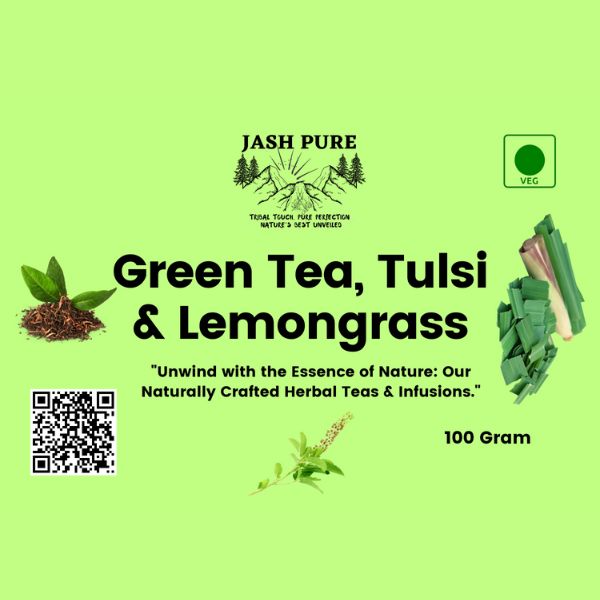 JASH PURE
TRIBAL TOUCH, PURE PERFECTION
NATURE'S BEST UNVEILED
VEG
Green Tea, Tulsi
& Lemongrass
"Unwind with the Essence of Nature: Our
Naturally Crafted Herbal Teas & Infusions."
100 Gram